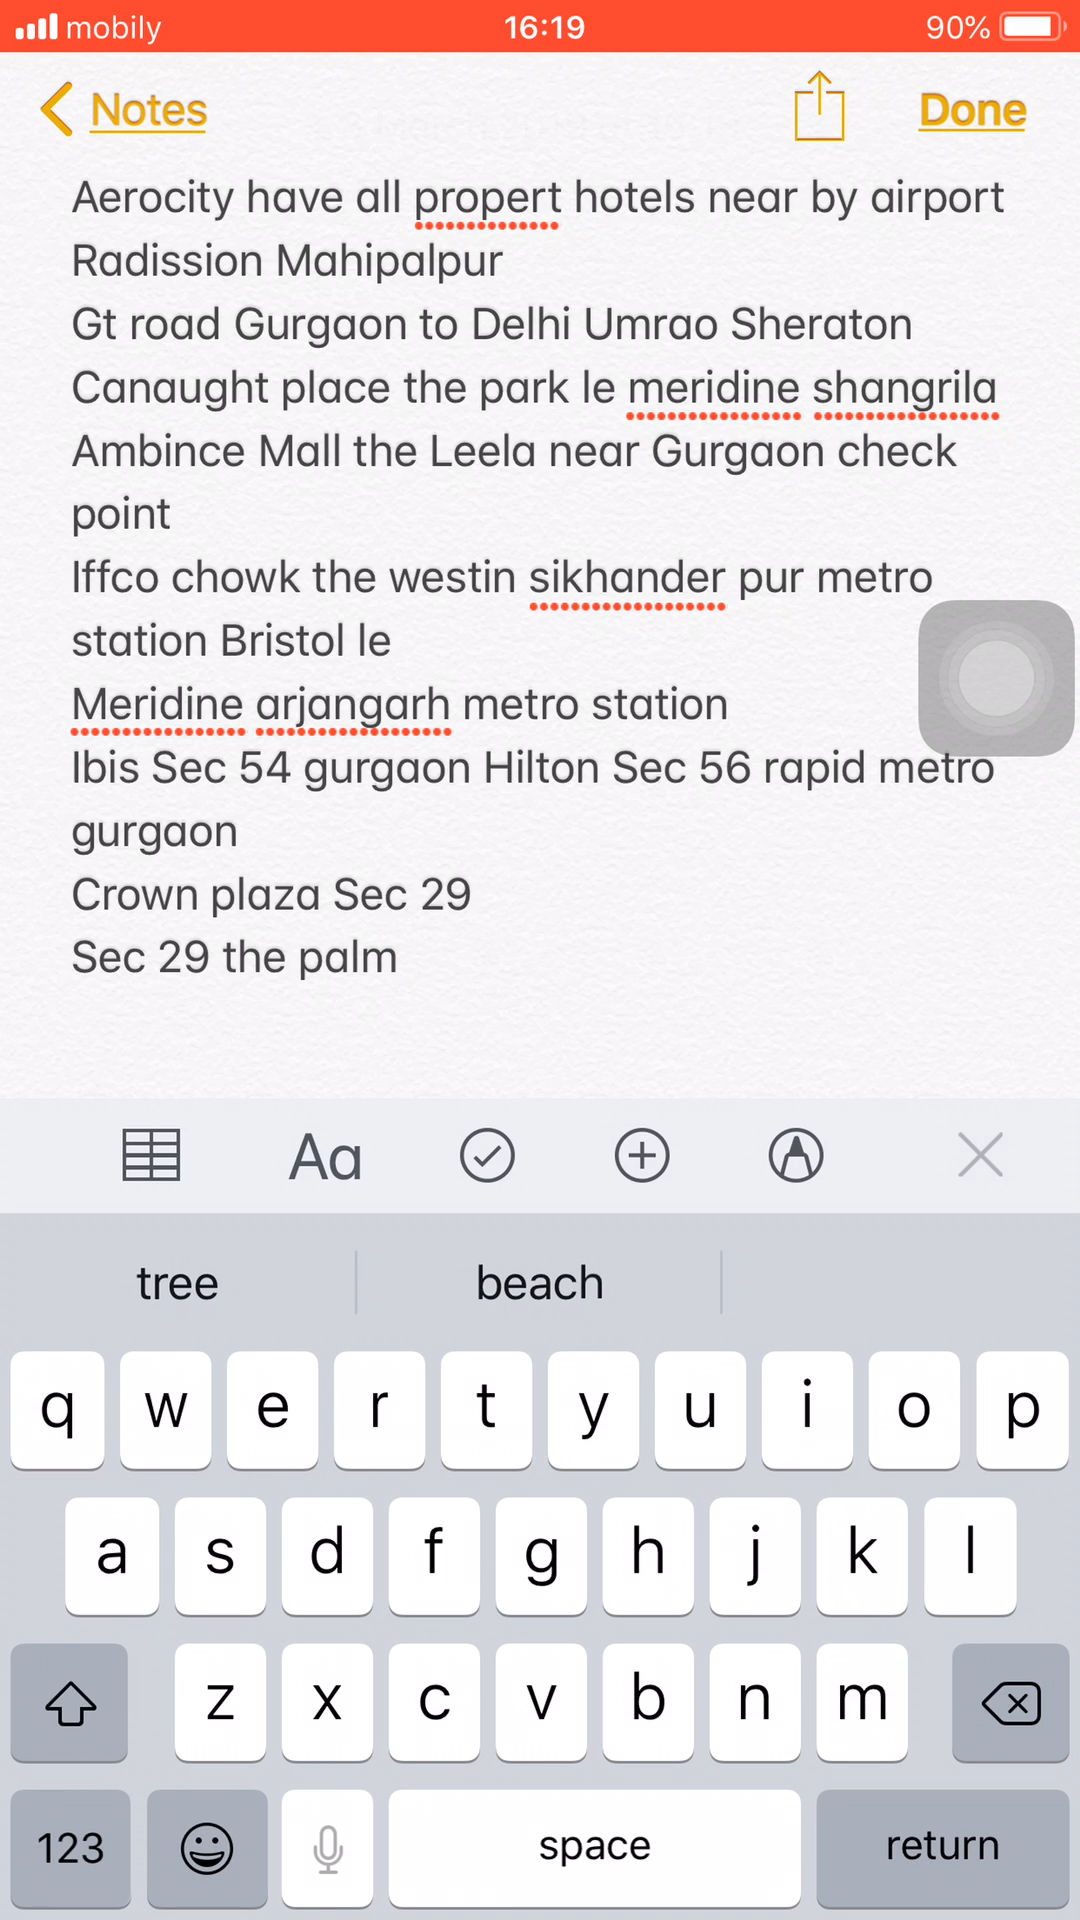 mobily 16:19 90%
Notes Done
Aerocity have all propert hotels near by airport
Radission Mahipalpur
Gt road Gurgaon to Delhi Umrao Sheraton
Canaught place the park le meridine shangrila
Ambince Mall the Leela near Gurgaon check
point
Iffco chowk the westin sikhander pur metro
station Bristol le
Meridine arjangarh metro station
Ibis Sec 54 gurgaon Hilton Sec 56 rapid metro
gurgaon
Crown plaza Sec 29
Sec 29 the palm
Aa
tree beach
q w e r t y u i o p
a s d f g h j k l
z x c v b n m
123 space return